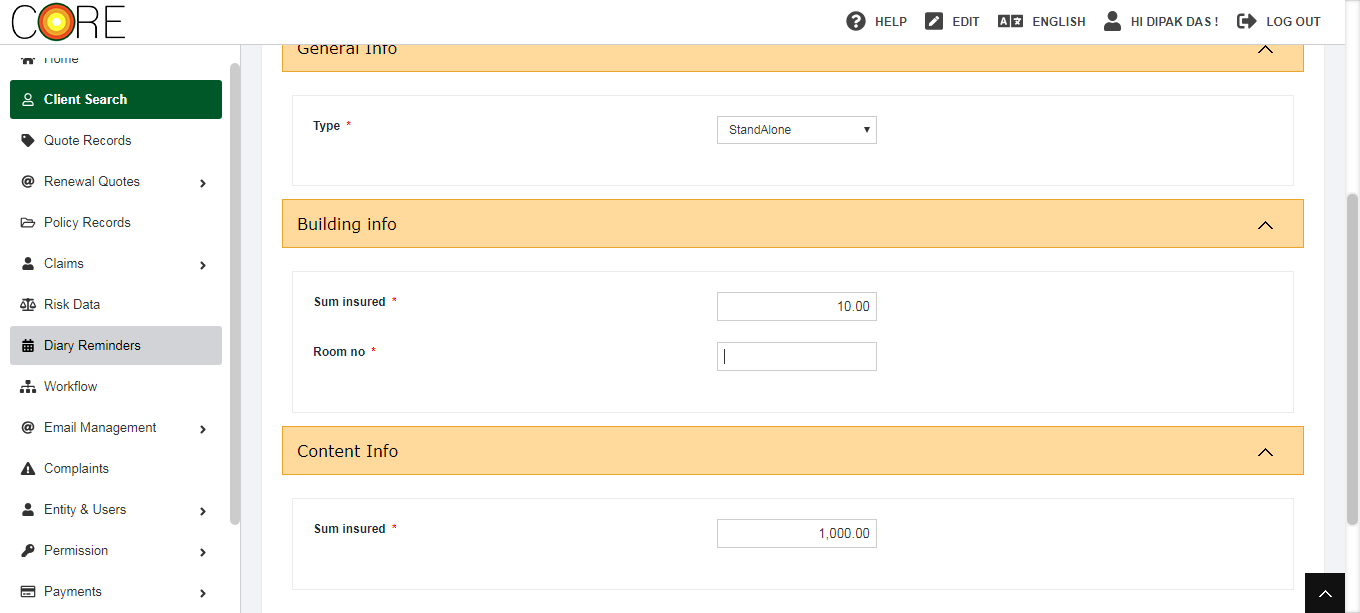 CORE
HELP
EDIT
ENGLISH
HI DIPAK DAS !
LOG OUT
Home
Client Search
Quote Records
Renewal Quotes
Policy Records
Claims
Risk Data
Diary Reminders
Workflow
Email Management
Complaints
Entity & Users
Permission
Payments
General Info
Type *
StandAlone
Building info
Sum insured *
10.00
Room no *
Content Info
Sum insured *
1,000.00